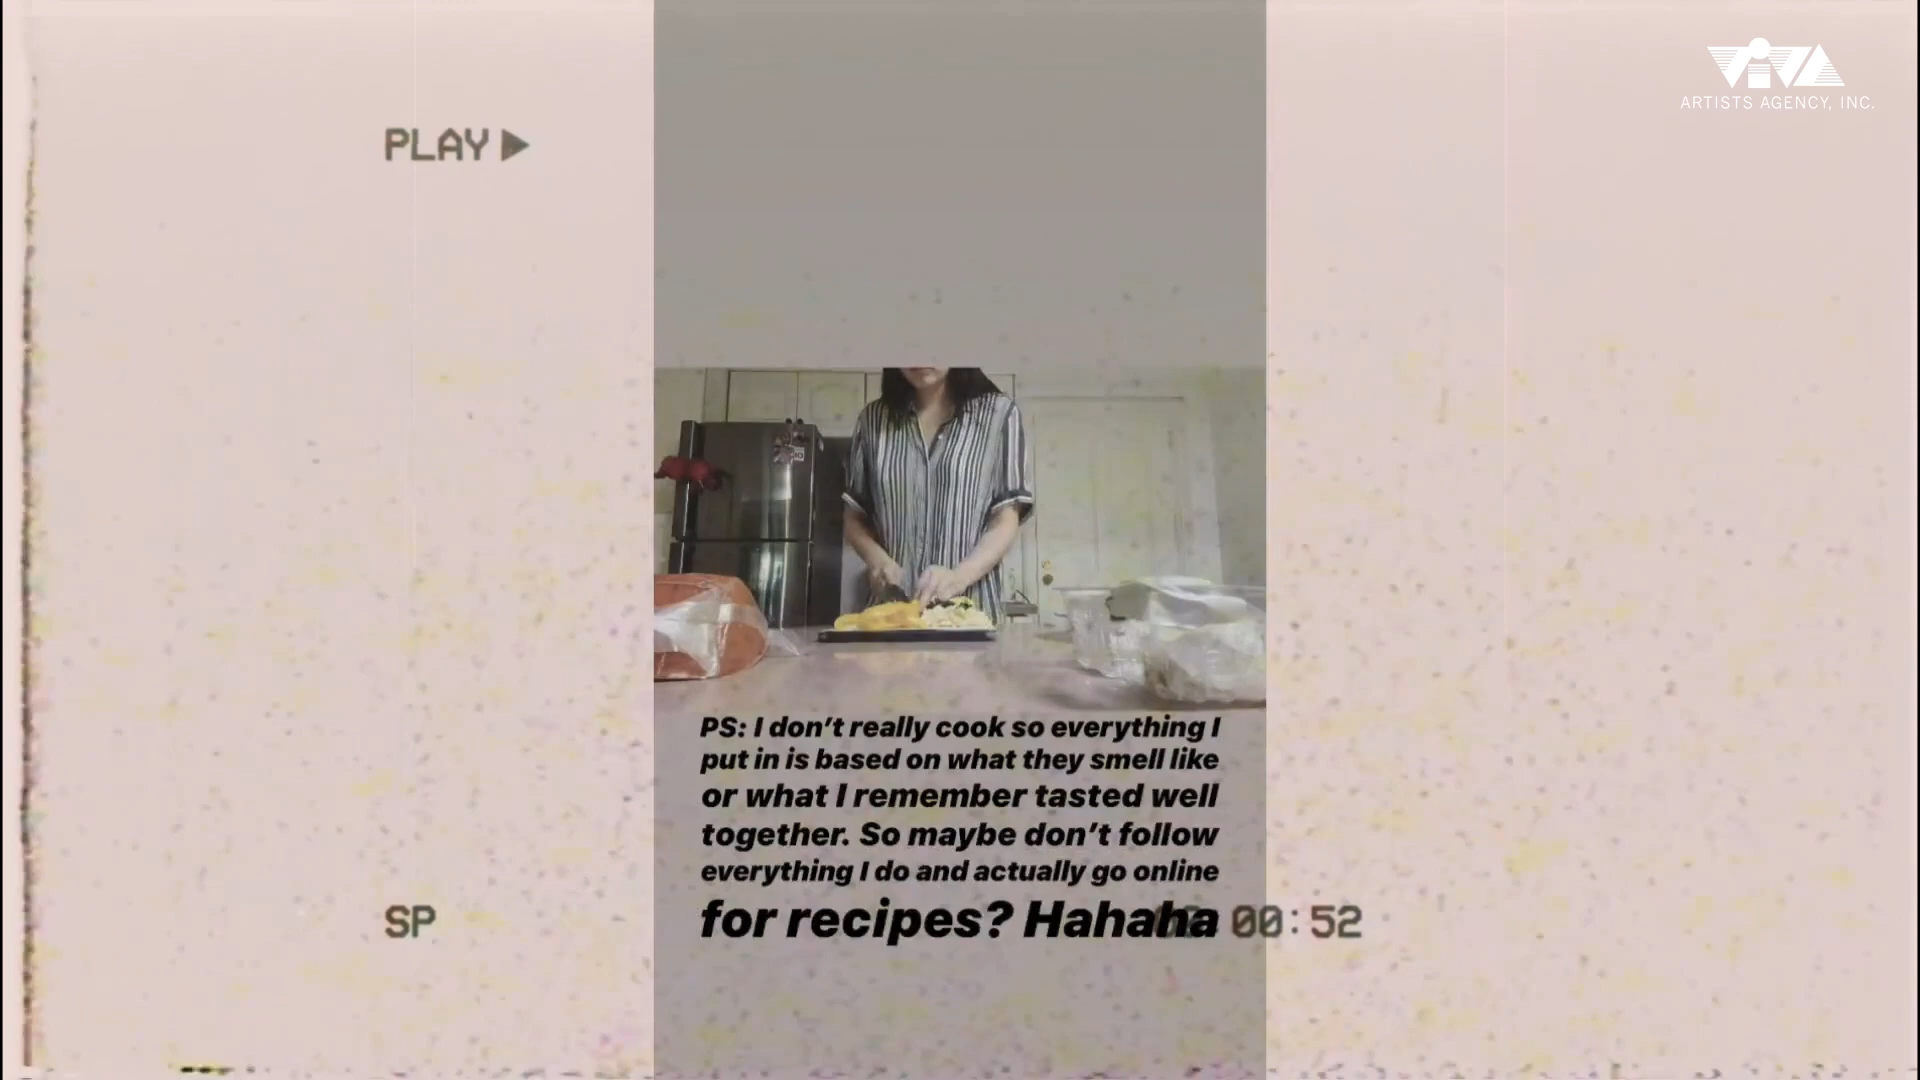 VIVA
ARTISTS AGENCY, INC.
PLAY
PS: I don't really cook so everything I
put in is based on what they smell like
or what I remember tasted well
together. So maybe don't follow
everything I do and actually go online
for recipes? Hahaha
SP
00:52